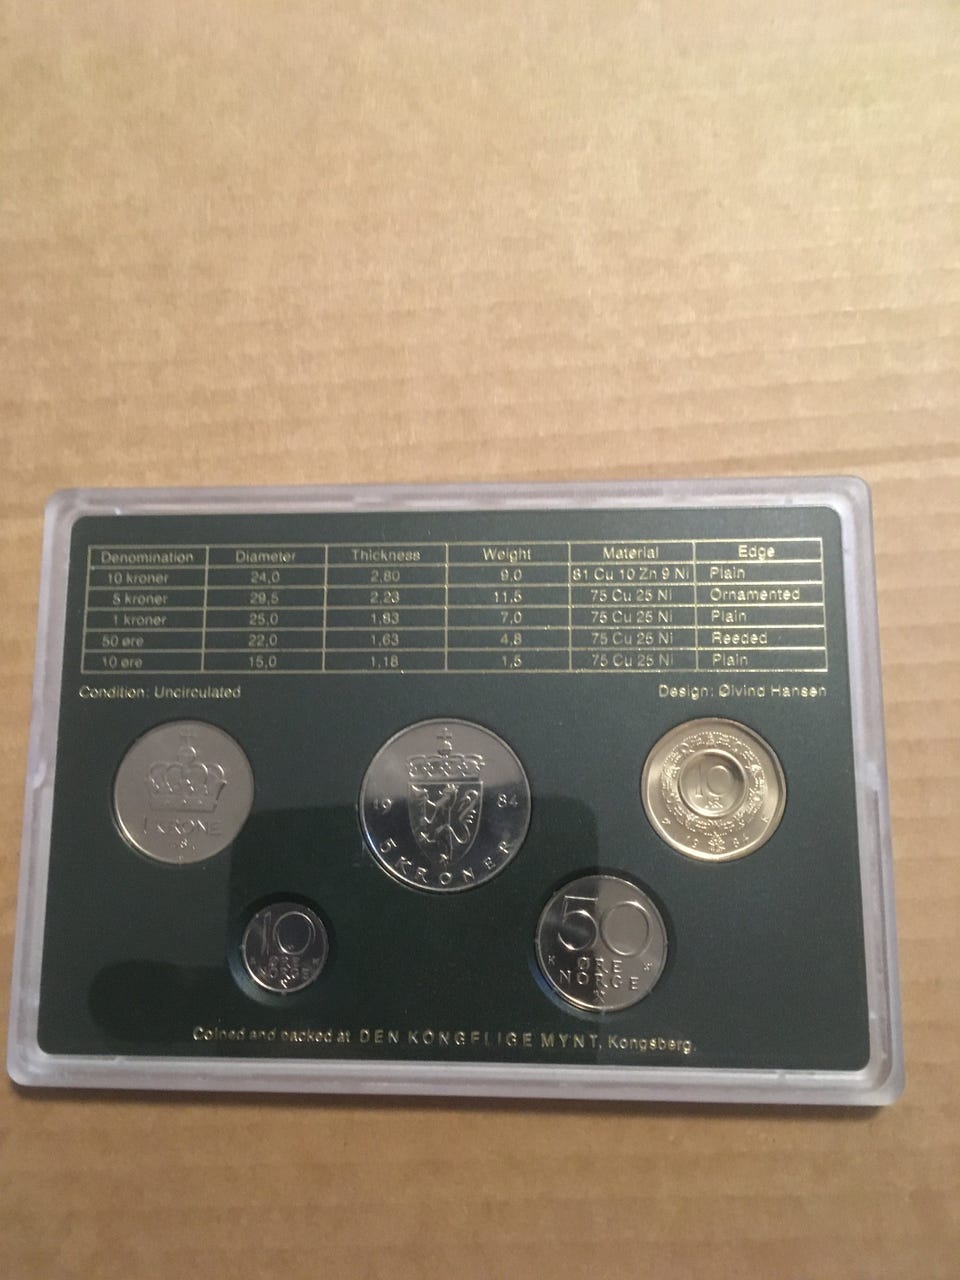 Denomination Diameter Thickness Weight Material Edge
10 kroner 24,0 2,80 9,0 81 Cu 10 Zn 9 Ni Plain
5 kroner 29,5 2,23 11,5 75 Cu 25 Ni Ornamented
1 kroner 25,0 1,83 7,0 75 Cu 25 Ni Plain
50 øre 22,0 1,63 4,8 75 Cu 25 Ni Reeded
10 øre 15,0 1,18 1,5 75 Cu 25 Ni Plain
Condition: Uncirculated Design: Øivind Hansen
1 KRONE
19 84
5 KRONER
10
1984
10
ØRE
NORGE
50
ØRE
NORGE
Coined and packed at DEN KONGELIGE MYNT, Kongsberg.